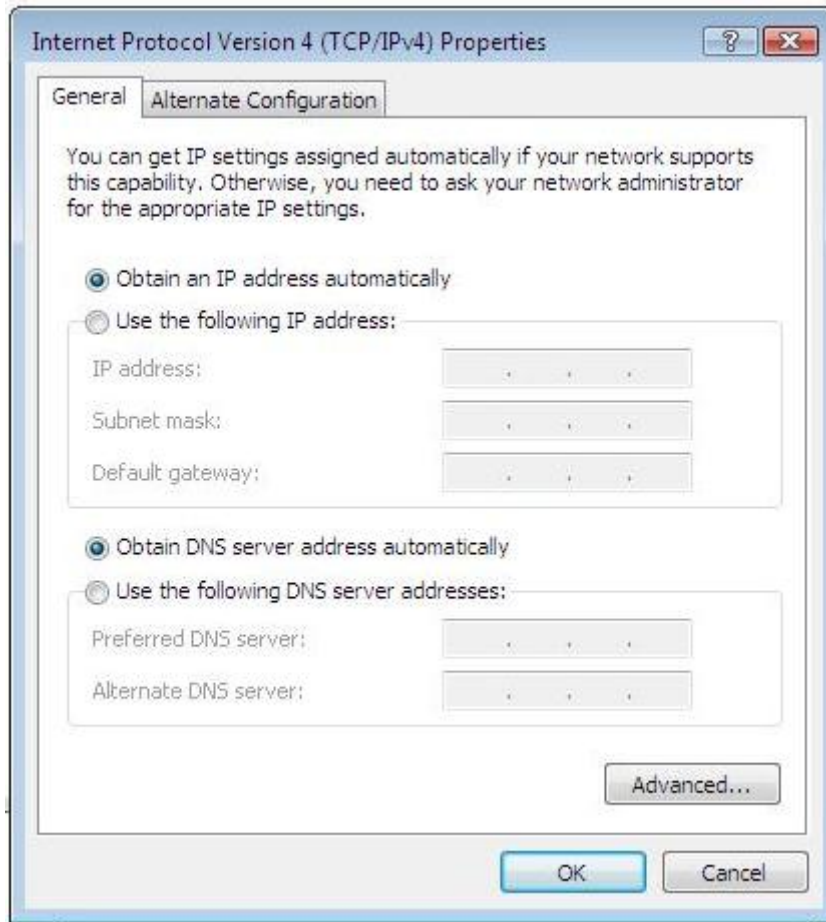 Internet Protocol Version 4 (TCP/IPv4) Properties
General
Alternate Configuration
You can get IP settings assigned automatically if your network supports
this capability. Otherwise, you need to ask your network administrator
for the appropriate IP settings.
Obtain an IP address automatically
Use the following IP address:
IP address:
Subnet mask:
Default gateway:
Obtain DNS server address automatically
Use the following DNS server addresses:
Preferred DNS server:
Alternate DNS server:
Advanced...
OK
Cancel